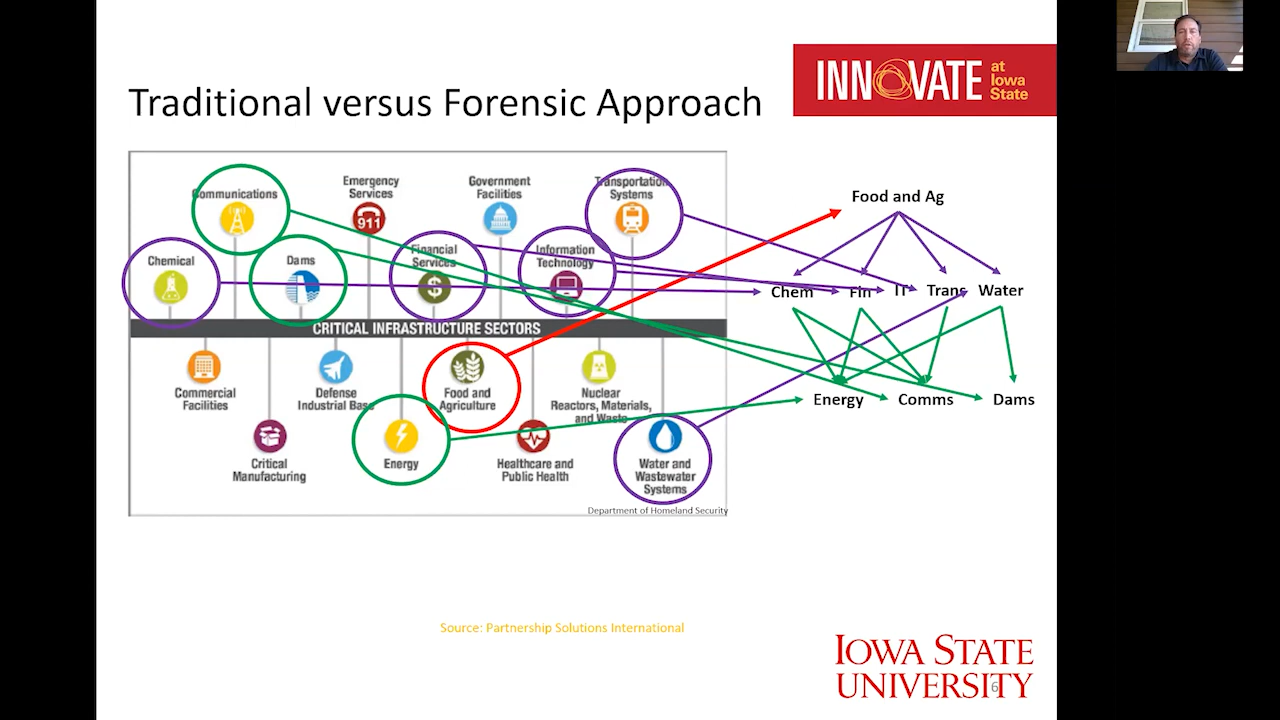 Traditional versus Forensic Approach
INNOVATE
at
Iowa
State
Communications
Emergency
Services
Government
Facilities
Transportation
Systems
Chemical
Dams
Financial
Services
Information
Technology
911
$
CRITICAL INFRASTRUCTURE SECTORS
Commercial
Facilities
Defense
Industrial Base
Food and
Agriculture
Nuclear
Reactors, Materials,
and Waste
Critical
Manufacturing
Energy
Healthcare and
Public Health
Water and
Wastewater
Systems
Department of Homeland Security
Food and Ag
Chem
Fin
IT
Trans
Water
Energy
Comms
Dams
Source: Partnership Solutions International
IOWA STATE
UNIVERSITY
6